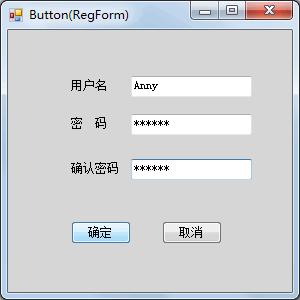 Button(RegForm)
用户名 Anny
密 码 ******
确认密码 ******
确定 取消